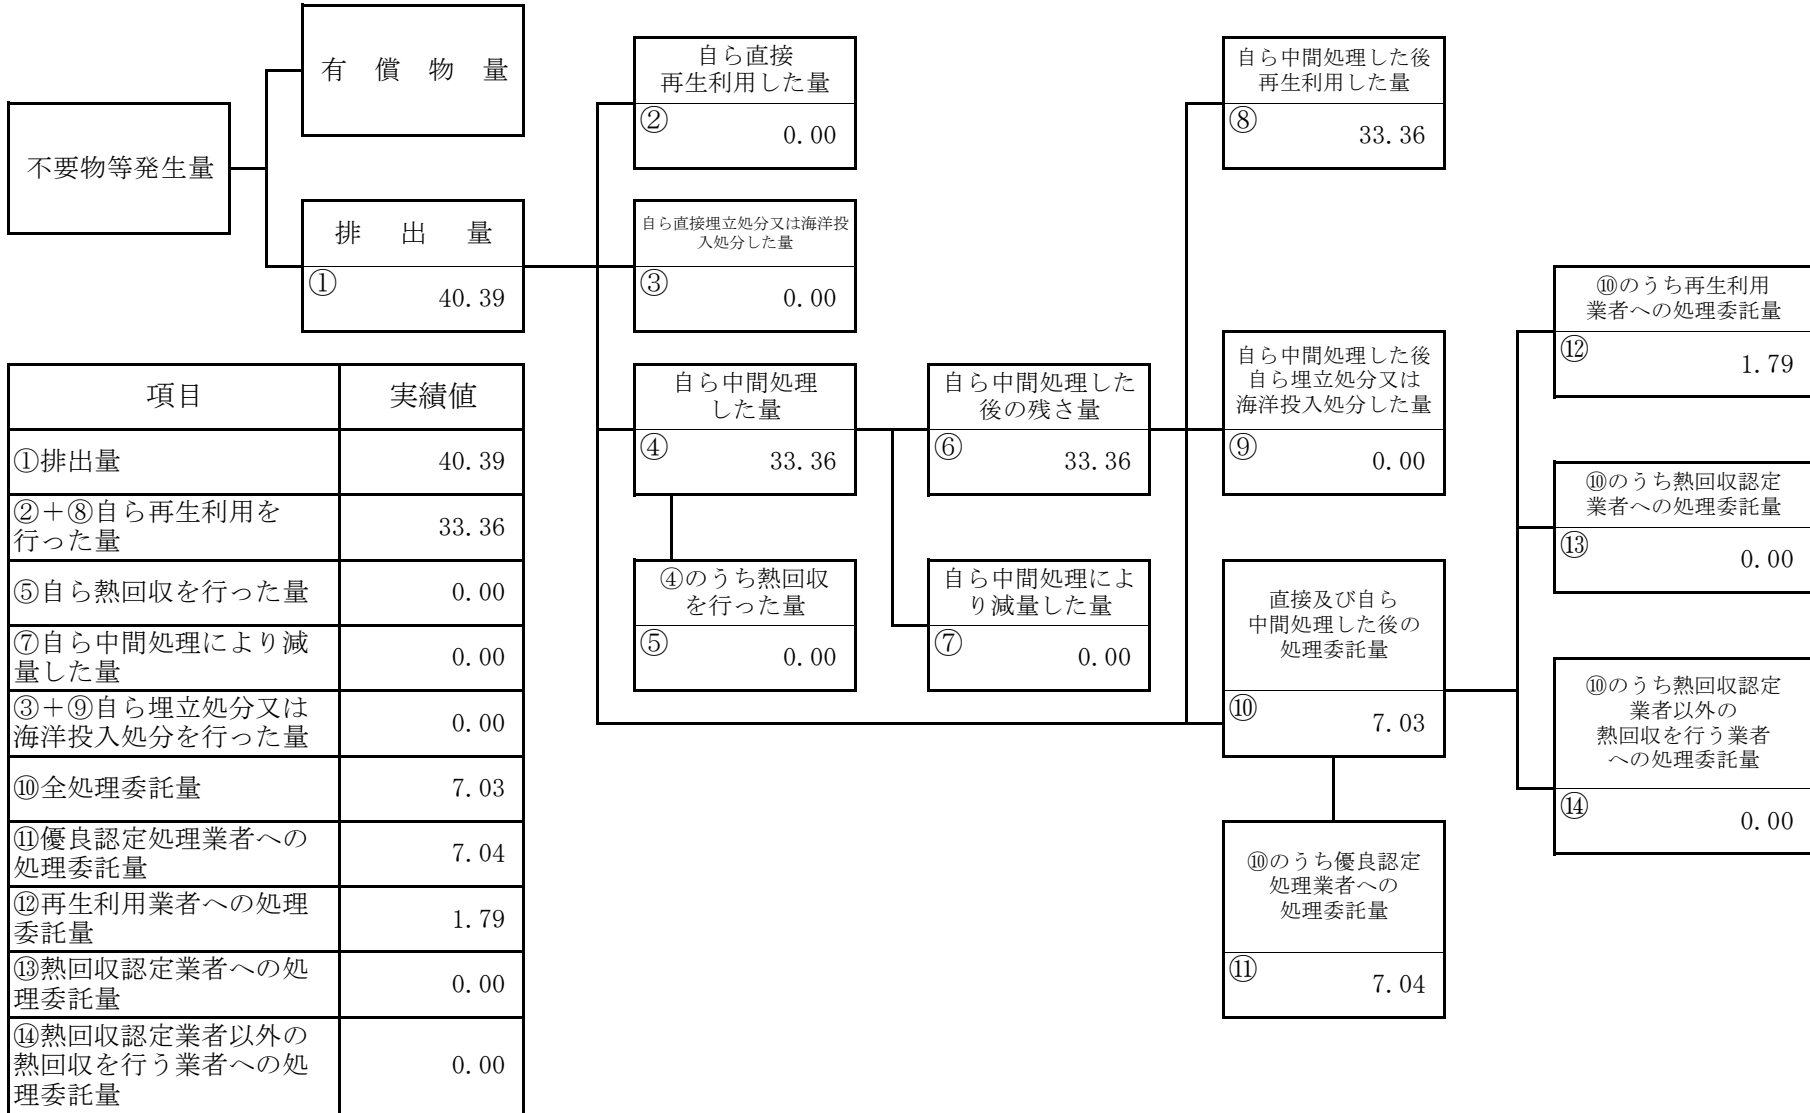 有 償 物 量
不要物等発生量
排 出 量
①
40.39
自ら直接
再生利用した量
②
0.00
自ら直接埋立処分又は海洋投
入処分した量
③
0.00
自ら中間処理
した量
④
33.36
④のうち熱回収
を行った量
⑤
0.00
自ら中間処理した
後の残さ量
⑥
33.36
自ら中間処理によ
り減量した量
⑦
0.00
自ら中間処理した後
再生利用した量
⑧
33.36
自ら中間処理した後
自ら埋立処分又は
海洋投入処分した量
⑨
0.00
直接及び自ら
中間処理した後の
処理委託量
⑩
7.03
⑩のうち優良認定
処理業者への
処理委託量
⑪
7.04
⑩のうち再生利用
業者への処理委託量
⑫
1.79
⑩のうち熱回収認定
業者への処理委託量
⑬
0.00
⑩のうち熱回収認定
業者以外の
熱回収を行う業者
への処理委託量
⑭
0.00
項目 実績値
①排出量 40.39
②+⑧自ら再生利用を
行った量 33.36
⑤自ら熱回収を行った量 0.00
⑦自ら中間処理により減
量した量 0.00
③+⑨自ら埋立処分又は
海洋投入処分を行った量 0.00
⑩全処理委託量 7.03
⑪優良認定処理業者への
処理委託量 7.04
⑫再生利用業者への処理
委託量 1.79
⑬熱回収認定業者への処
理委託量 0.00
⑭熱回収認定業者以外の
熱回収を行う業者への処
理委託量 0.00